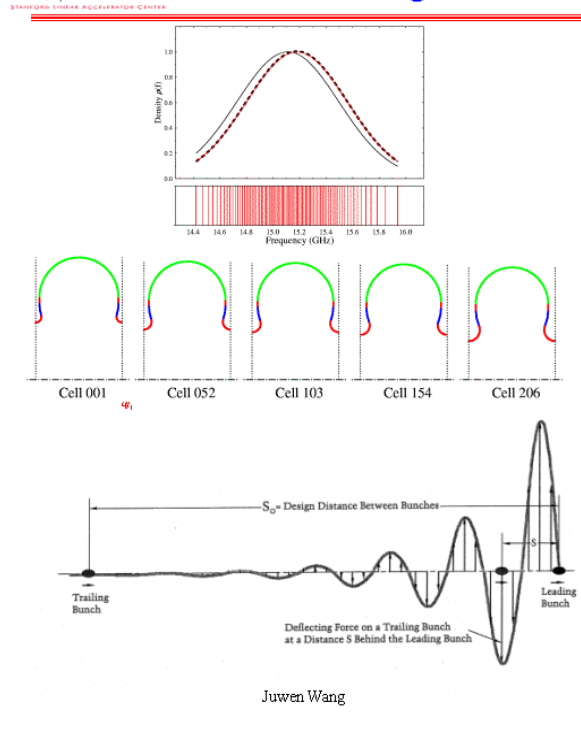 STANFORD LINEAR ACCELERATOR CENTER
Density ρ(f)
1.0
0.8
0.6
0.4
0.2
0.0
14.4 14.6 14.8 15.0 15.2 15.4 15.6 15.8 16.0
Frequency (GHz)
Cell 001 Cell 052 Cell 103 Cell 154 Cell 206
S₀= Design Distance Between Bunches
S
Trailing
Bunch
Leading
Bunch
Deflecting Force on a Trailing Bunch
at a Distance S Behind the Leading Bunch
Juwen Wang